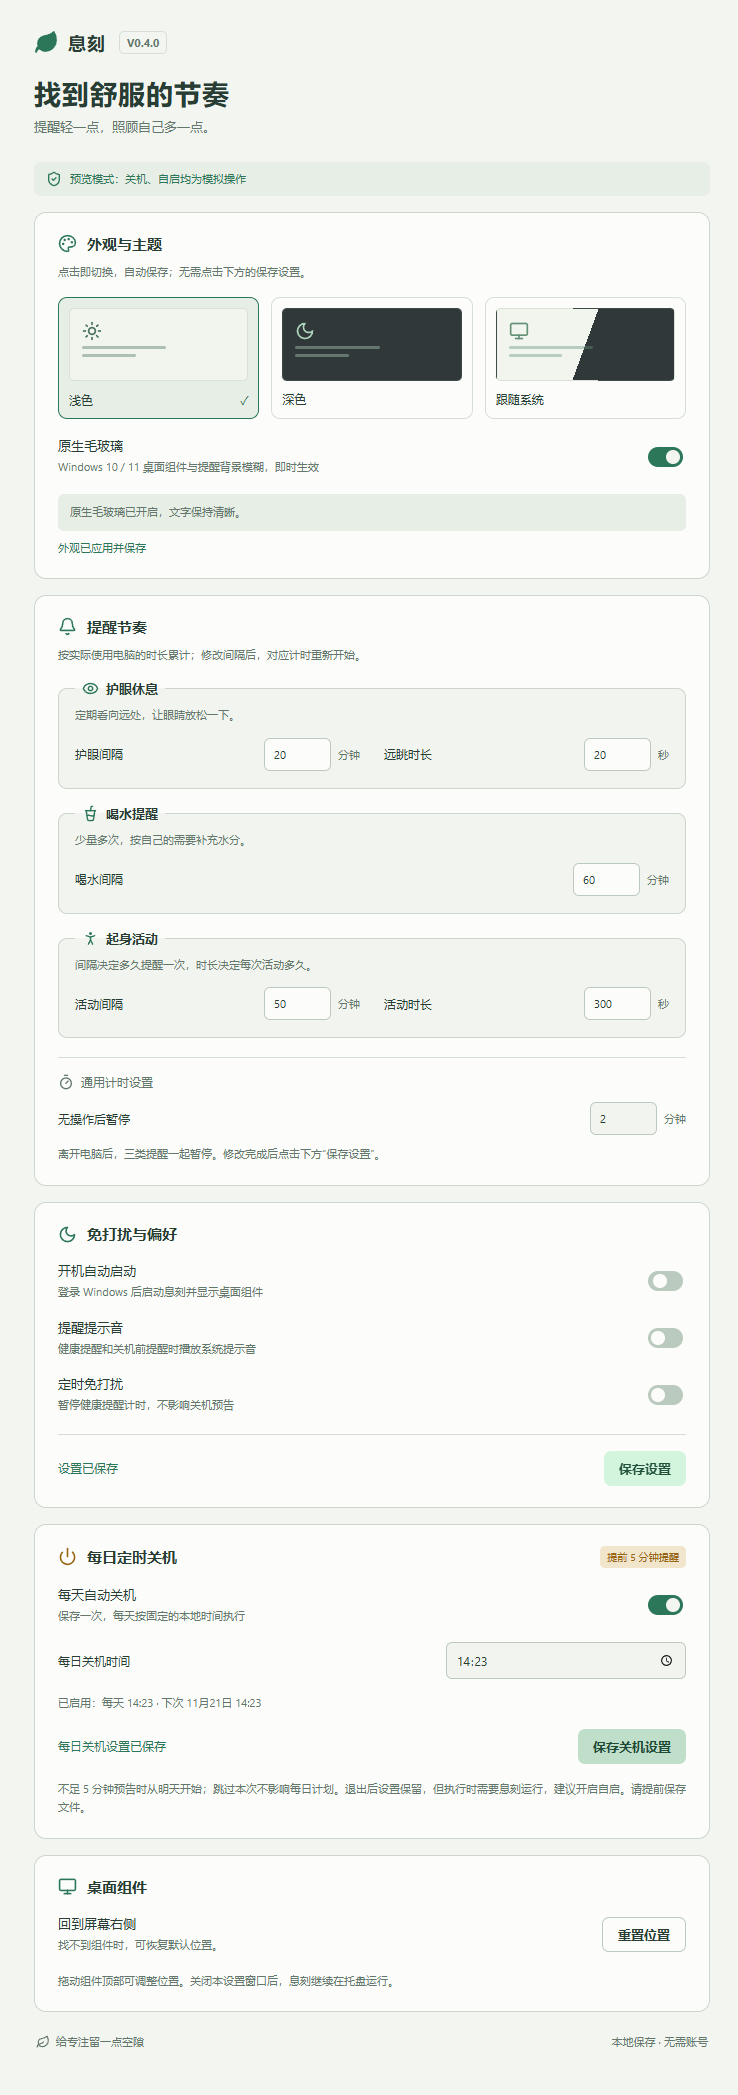 息刻 V0.4.0
找到舒服的节奏
提醒轻一点，照顾自己多一点。
预览模式：关机、自启均为模拟操作
外观与主题
点击即切换，自动保存；无需点击下方的保存设置。
浅色 ✓ 深色 跟随系统
原生毛玻璃
Windows 10 / 11 桌面组件与提醒背景模糊，即时生效
原生毛玻璃已开启，文字保持清晰。
外观已应用并保存
提醒节奏
按实际使用电脑的时长累计；修改间隔后，对应计时重新开始。
护眼休息
定期看向远处，让眼睛放松一下。
护眼间隔 20 分钟 远眺时长 20 秒
喝水提醒
少量多次，按自己的需要补充水分。
喝水间隔 60 分钟
起身活动
间隔决定多久提醒一次，时长决定每次活动多久。
活动间隔 50 分钟 活动时长 300 秒
通用计时设置
无操作后暂停 2 分钟
离开电脑后，三类提醒一起暂停。修改完成后点击下方“保存设置”。
免打扰与偏好
开机自动启动
登录 Windows 后启动息刻并显示桌面组件
提醒提示音
健康提醒和关机前提醒时播放系统提示音
定时免打扰
暂停健康提醒计时，不影响关机预告
设置已保存 保存设置
每日定时关机 提前 5 分钟提醒
每天自动关机
保存一次，每天按固定的本地时间执行
每日关机时间 14:23
已启用：每天 14:23 · 下次 11月21日 14:23
每日关机设置已保存 保存关机设置
不足 5 分钟预告时从明天开始；跳过本次不影响每日计划。退出后设置保留，但执行时需要息刻运行，建议开启自启。请提前保存
文件。
桌面组件
回到屏幕右侧
找不到组件时，可恢复默认位置。
重置位置
拖动组件顶部可调整位置。关闭本设置窗口后，息刻继续在托盘运行。
给专注留一点空隙 本地保存 · 无需账号